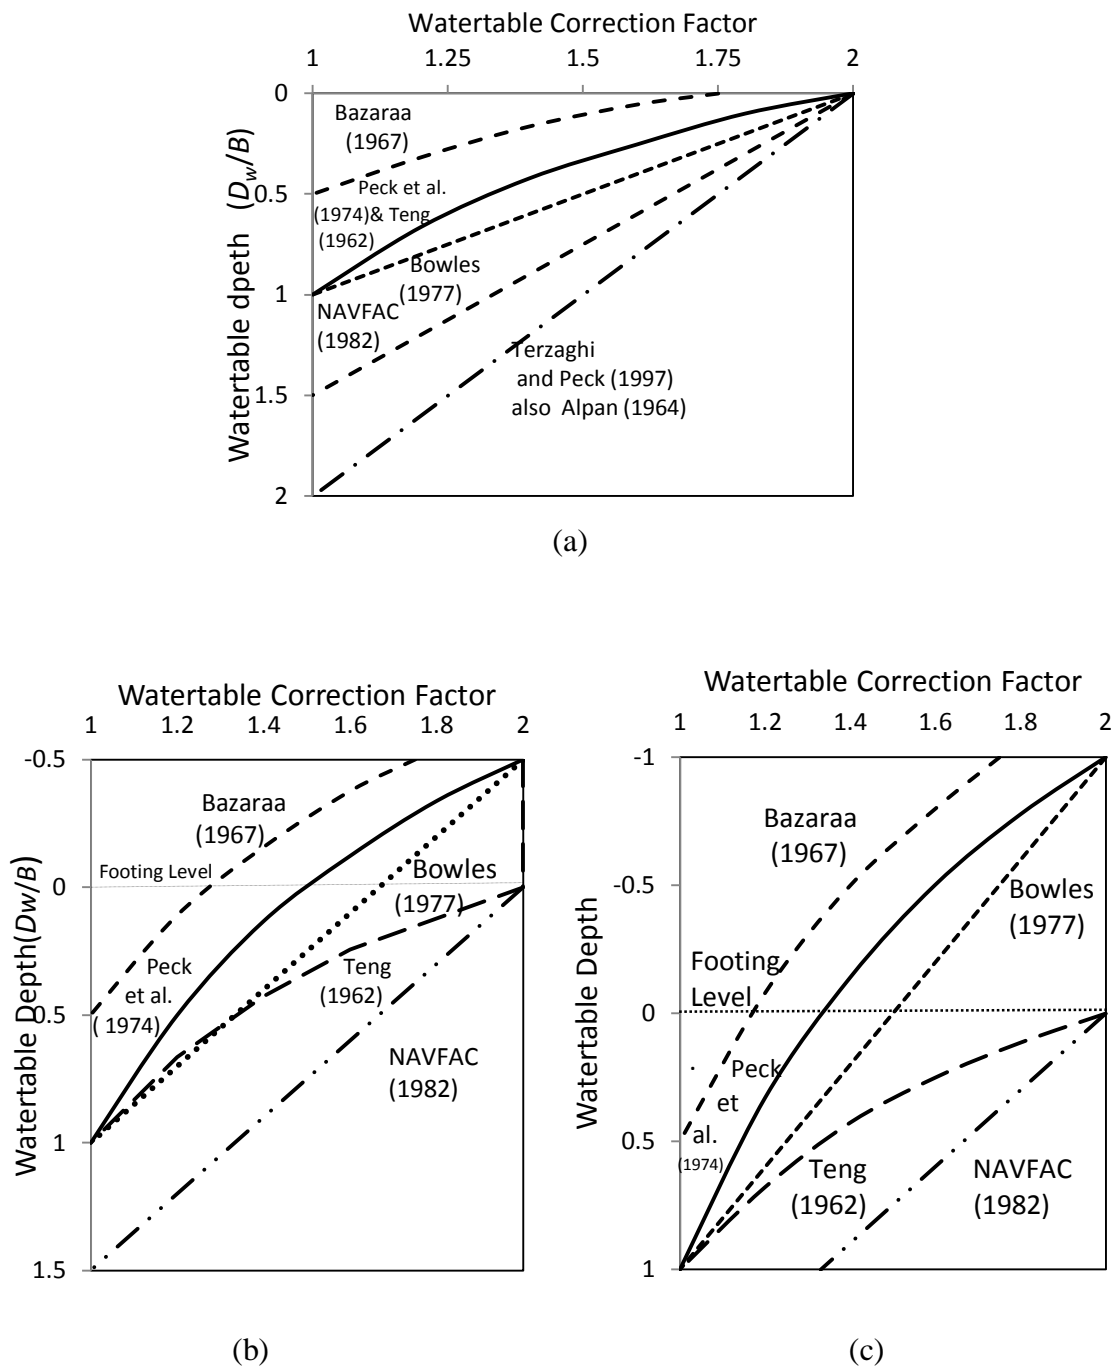 Watertable Correction Factor
1 1.25 1.5 1.75 2
0
0.5
1
1.5
2
Watertable dpeth (Dw/B)
Bazaraa
(1967)
Peck et al.
(1974)& Teng
(1962)
Bowles
(1977)
NAVFAC
(1982)
Terzaghi
and Peck (1997)
also Alpan (1964)
(a)
Watertable Correction Factor
1 1.2 1.4 1.6 1.8 2
-0.5
0
0.5
1
1.5
Watertable Depth(Dw/B)
Bazaraa
(1967)
Footing Level
Bowles
(1977)
Peck
et al.
( 1974)
Teng
(1962)
NAVFAC
(1982)
(b)
Watertable Correction Factor
1 1.2 1.4 1.6 1.8 2
-1
-0.5
0
0.5
1
Watertable Depth
Bazaraa
(1967)
Bowles
(1977)
Footing
Level
. Peck
et
al.
(1974)
Teng
(1962)
NAVFAC
(1982)
(c)